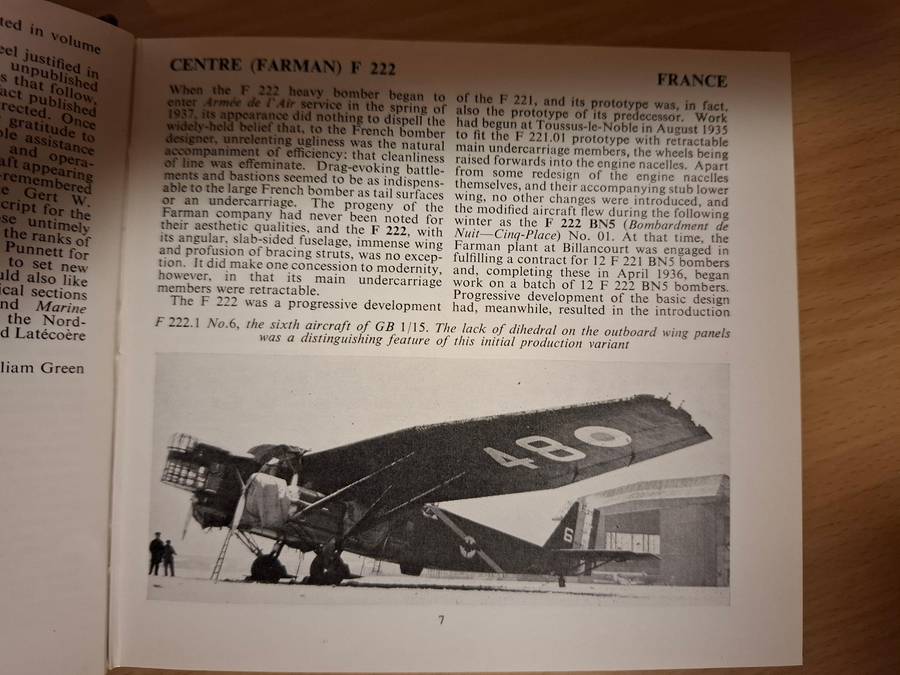 ted in volume
eel justified in
unpublished
s that follow,
act published
rected. Once
gratitude to
ble assistance
and opera-
aft appearing
-remembered
e Gert W.
cript for the
ose untimely
the ranks of
Punnett for
to set new
uld also like
ical sections
nd Marine
the Nord-
d Latécoère
liam Green
CENTRE (FARMAN) F 222
FRANCE
When the F 222 heavy bomber began to
enter Armée de l'Air service in the spring of
1937, its appearance did nothing to dispell the
widely-held belief that, to the French bomber
designer, unrelenting ugliness was the natural
accompaniment of efficiency: that cleanliness
of line was effeminate. Drag-evoking battle-
ments and bastions seemed to be as indispens-
able to the large French bomber as tail surfaces
or an undercarriage. The progeny of the
Farman company had never been noted for
their aesthetic qualities, and the F 222, with
its angular, slab-sided fuselage, immense wing
and profusion of bracing struts, was no excep-
tion. It did make one concession to modernity,
however, in that its main undercarriage
members were retractable.
The F 222 was a progressive development
of the F 221, and its prototype was, in fact,
also the prototype of its predecessor. Work
had begun at Toussus-le-Noble in August 1935
to fit the F 221.01 prototype with retractable
main undercarriage members, the wheels being
raised forwards into the engine nacelles. Apart
from some redesign of the engine nacelles
themselves, and their accompanying stub lower
wing, no other changes were introduced, and
the modified aircraft flew during the following
winter as the F 222 BN5 (Bombardment de
Nuit—Cinq-Place) No. 01. At that time, the
Farman plant at Billancourt was engaged in
fulfilling a contract for 12 F 221 BN5 bombers
and, completing these in April 1936, began
work on a batch of 12 F 222 BN5 bombers.
Progressive development of the basic design
had, meanwhile, resulted in the introduction
F 222.1 No.6, the sixth aircraft of GB 1/15. The lack of dihedral on the outboard wing panels
was a distinguishing feature of this initial production variant
48
6
7